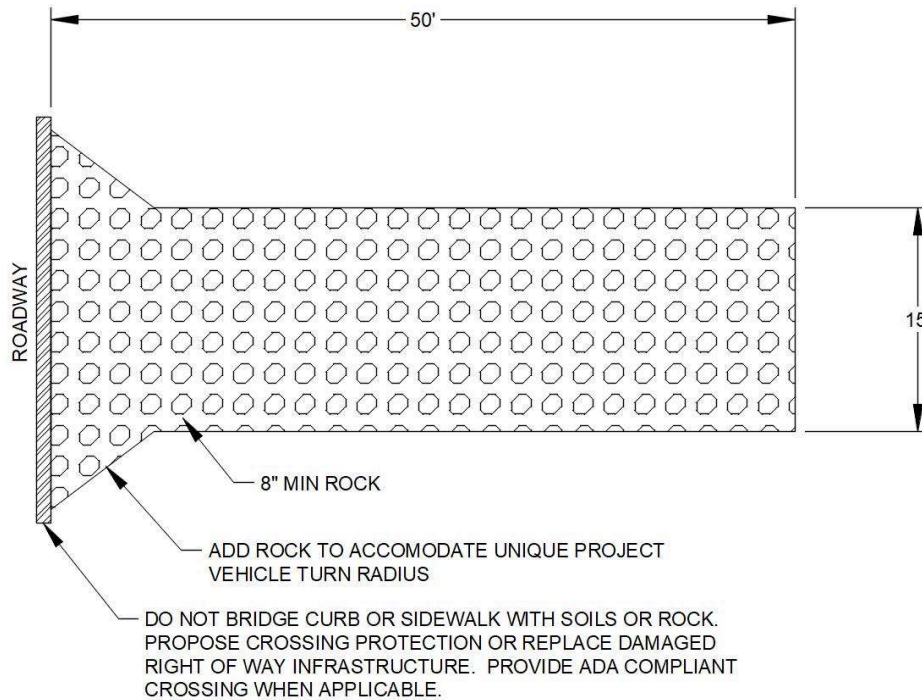 50'
ROADWAY
15
8" MIN ROCK
ADD ROCK TO ACCOMODATE UNIQUE PROJECT
VEHICLE TURN RADIUS
DO NOT BRIDGE CURB OR SIDEWALK WITH SOILS OR ROCK.
PROPOSE CROSSING PROTECTION OR REPLACE DAMAGED
RIGHT OF WAY INFRASTRUCTURE. PROVIDE ADA COMPLIANT
CROSSING WHEN APPLICABLE.